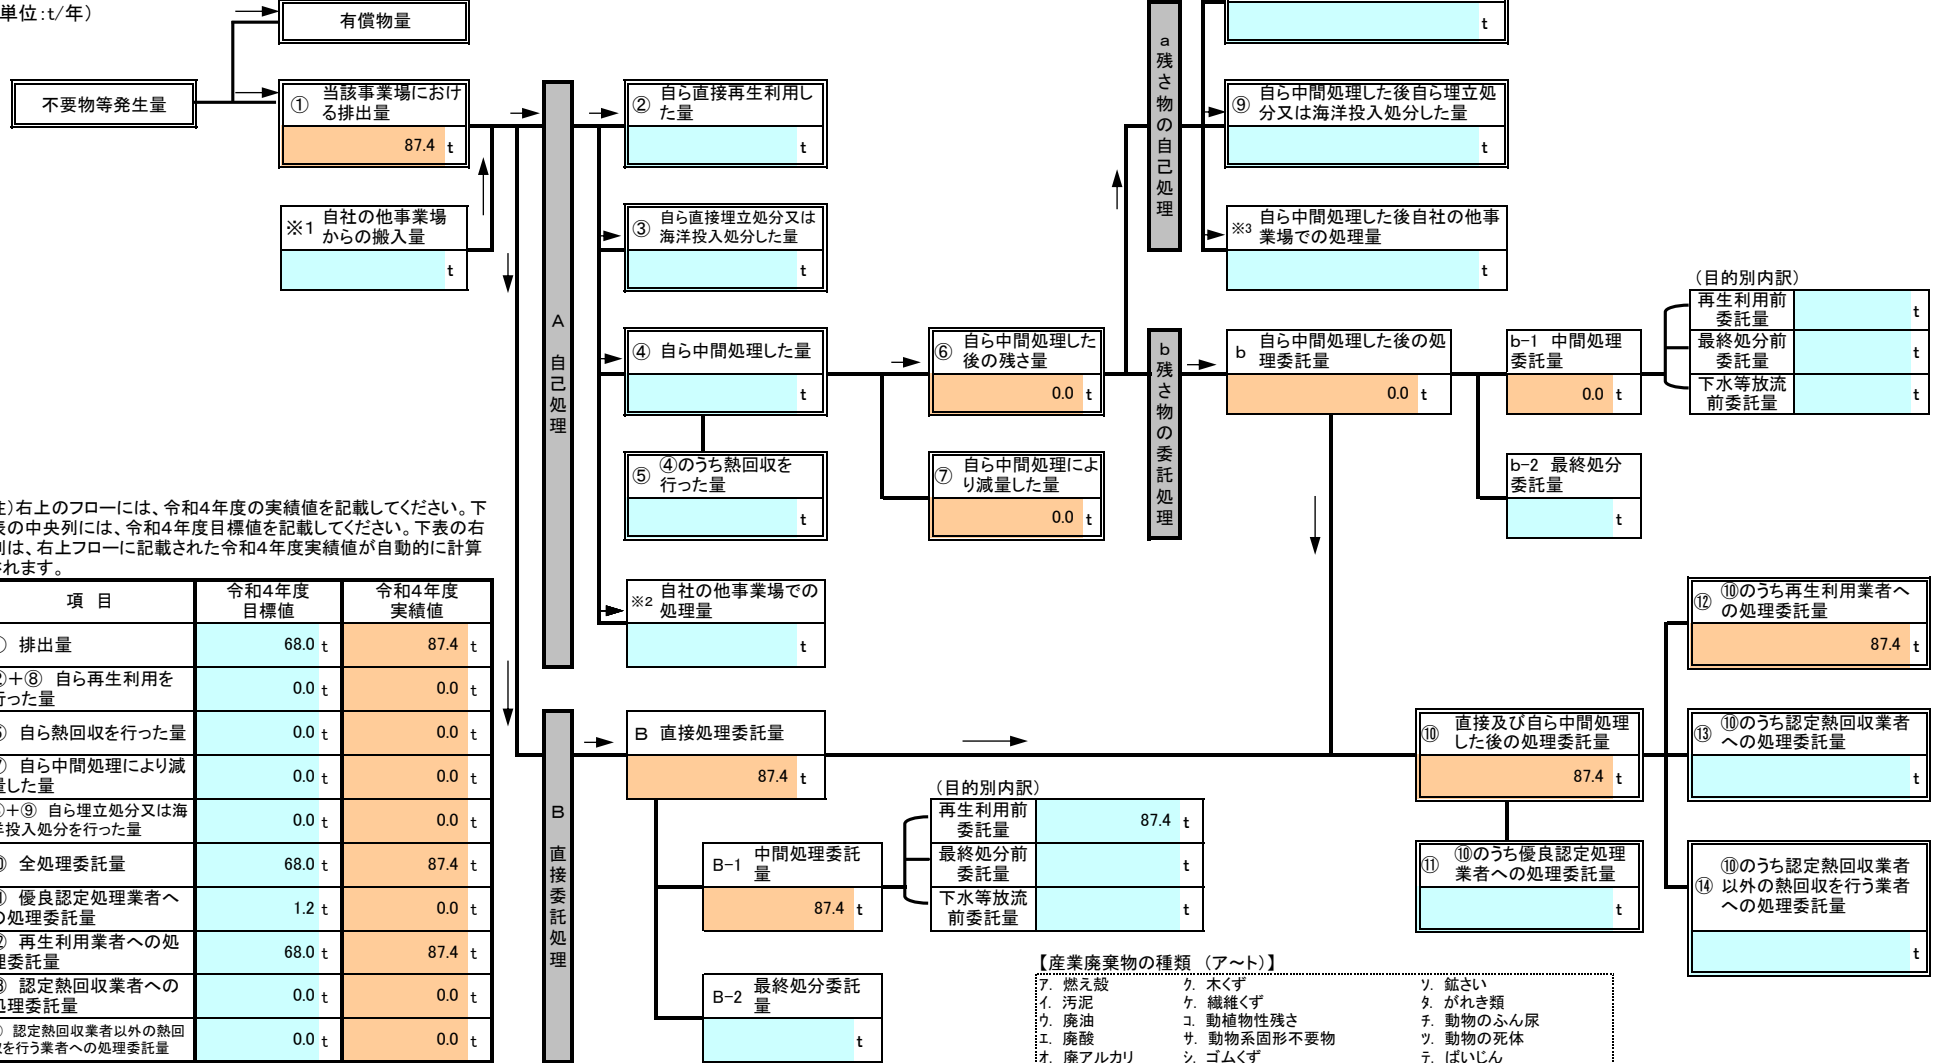 単位:t/年）
有償物量
不要物等発生量
① 当該事業場におけ
る排出量
87.4 t
※1 自社の他事業場
からの搬入量
t
A 自己処理
② 自ら直接再生利用し
た量
t
③ 自ら直接埋立処分又は
海洋投入処分した量
t
④ 自ら中間処理した量
t
⑤ ④のうち熱回収を
行った量
t
※2 自社の他事業場での
処理量
t
⑥ 自ら中間処理した
後の残さ量
0.0 t
⑦ 自ら中間処理によ
り減量した量
0.0 t
a 残さ物の自己処理
t
⑨ 自ら中間処理した後自ら埋立処
分又は海洋投入処分した量
t
※3 自ら中間処理した後自社の他事
業場での処理量
t
b 残さ物の委託処理
b 自ら中間処理した後の処
理委託量
0.0 t
b-1 中間処理
委託量
0.0 t
b-2 最終処分
委託量
t
（目的別内訳）
再生利用前
委託量
t
最終処分前
委託量
t
下水等放流
前委託量
t
注）右上のフローには、令和4年度の実績値を記載してください。下
表の中央列には、令和4年度目標値を記載してください。下表の右
列は、右上フローに記載された令和4年度実績値が自動的に計算
されます。
項 目 令和4年度
目標値 令和4年度
実績値
① 排出量 68.0 t 87.4 t
②+⑧ 自ら再生利用を
行った量 0.0 t 0.0 t
⑤ 自ら熱回収を行った量 0.0 t 0.0 t
⑦ 自ら中間処理により減
量した量 0.0 t 0.0 t
③+⑨ 自ら埋立処分又は海
洋投入処分を行った量 0.0 t 0.0 t
⑩ 全処理委託量 68.0 t 87.4 t
⑪ 優良認定処理業者へ
の処理委託量 1.2 t 0.0 t
⑫ 再生利用業者への処
理委託量 68.0 t 87.4 t
⑬ 認定熱回収業者への
処理委託量 0.0 t 0.0 t
⑭ 認定熱回収業者以外の熱回
収を行う業者への処理委託量 0.0 t 0.0 t
B 直接委託処理
B 直接処理委託量
87.4 t
B-1 中間処理委託
量
87.4 t
B-2 最終処分委託
量
t
（目的別内訳）
再生利用前
委託量
87.4 t
最終処分前
委託量
t
下水等放流
前委託量
t
⑩ 直接及び自ら中間処理
した後の処理委託量
87.4 t
⑪ ⑩のうち優良認定処理
業者への処理委託量
t
⑫ ⑩のうち再生利用業者へ
の処理委託量
87.4 t
⑬ ⑩のうち認定熱回収業者
への処理委託量
t
⑭ ⑩のうち認定熱回収業者
以外の熱回収を行う業者
への処理委託量
t
【産業廃棄物の種類 （ア～ト）】
ア. 燃え殻 ク. 木くず ソ. 鉱さい
イ. 汚泥 ケ. 繊維くず タ. がれき類
ウ. 廃油 コ. 動植物性残さ チ. 動物のふん尿
エ. 廃酸 サ. 動物系固形不要物 ツ. 動物の死体
オ. 廃アルカリ シ. ゴムくず テ. ばいじん